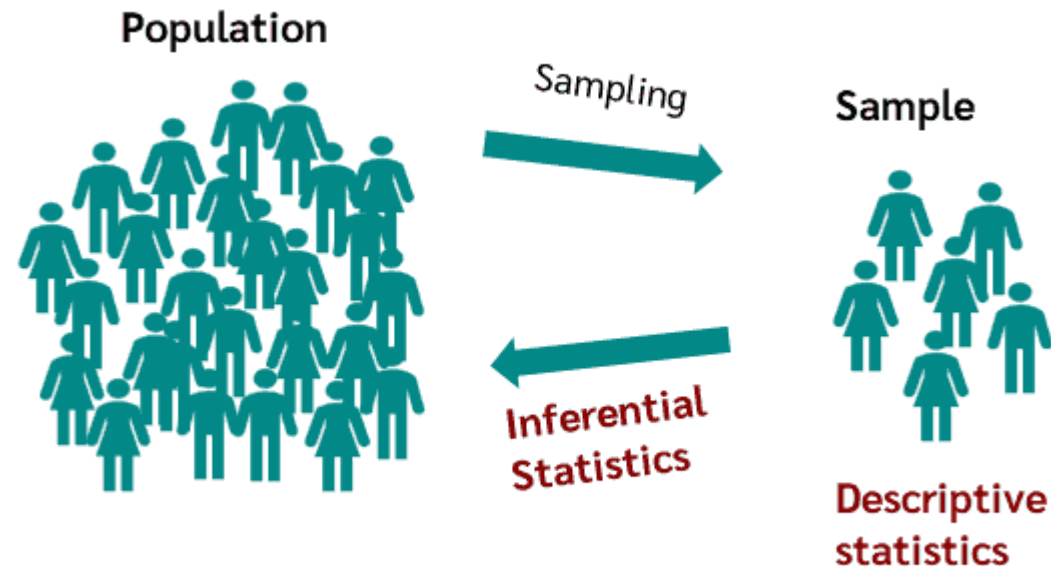 Population
Sampling
Sample
Inferential
Statistics
Descriptive
statistics